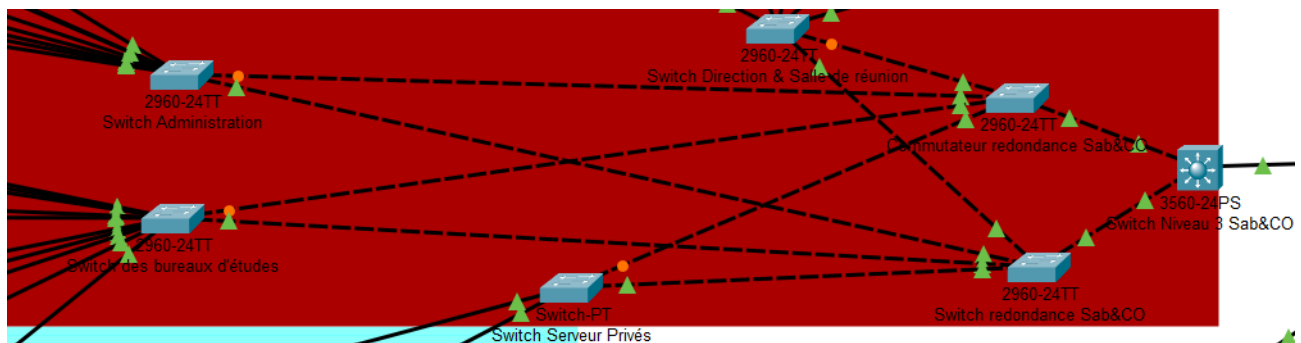 2960-24TT
Switch Direction & Salle de réunion
2960-24TT
Switch Administration
2960-24TT
Commutateur redondance Sab&CO
3560-24PS
Switch Niveau 3 Sab&CO
2960-24TT
Switch des bureaux d'études
2960-24TT
Switch redondance Sab&CO
Switch-PT
Switch Serveur Privés